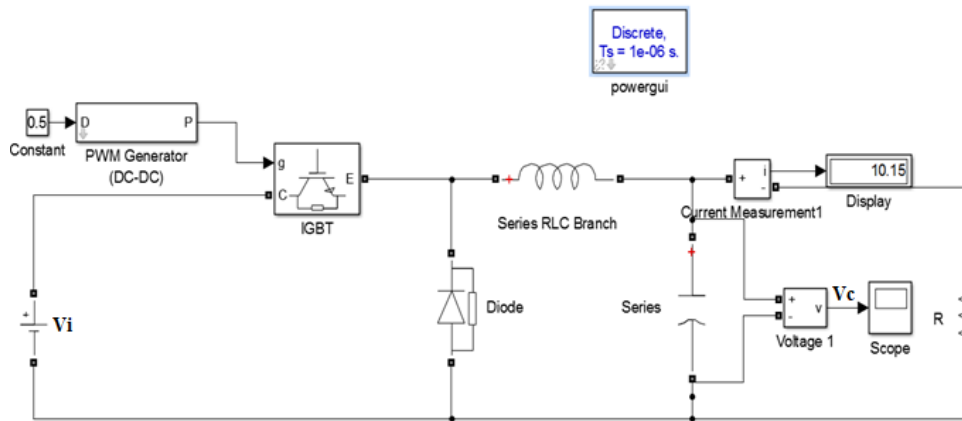 Discrete,
Ts = 1e-06 s.
powergui
0.5
Constant
D
P
PWM Generator
(DC-DC)
g
C
E
IGBT
+
Series RLC Branch
+
-
i
10.15
Current Measurement1
Display
+
Vi
Diode
+
Series
+
-
v
Voltage 1
Vc
Scope
R